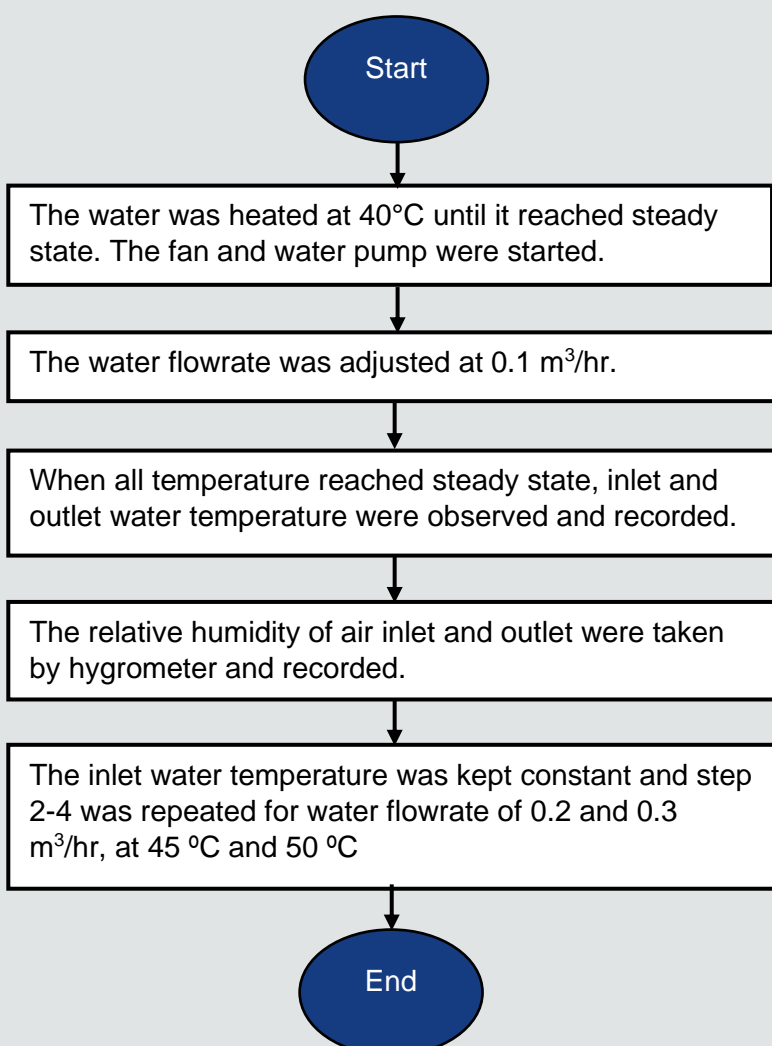 Start
The water was heated at 40°C until it reached steady
state. The fan and water pump were started.
The water flowrate was adjusted at 0.1 m³/hr.
When all temperature reached steady state, inlet and
outlet water temperature were observed and recorded.
The relative humidity of air inlet and outlet were taken
by hygrometer and recorded.
The inlet water temperature was kept constant and step
2-4 was repeated for water flowrate of 0.2 and 0.3
m³/hr, at 45 ⁰C and 50 ⁰C
End